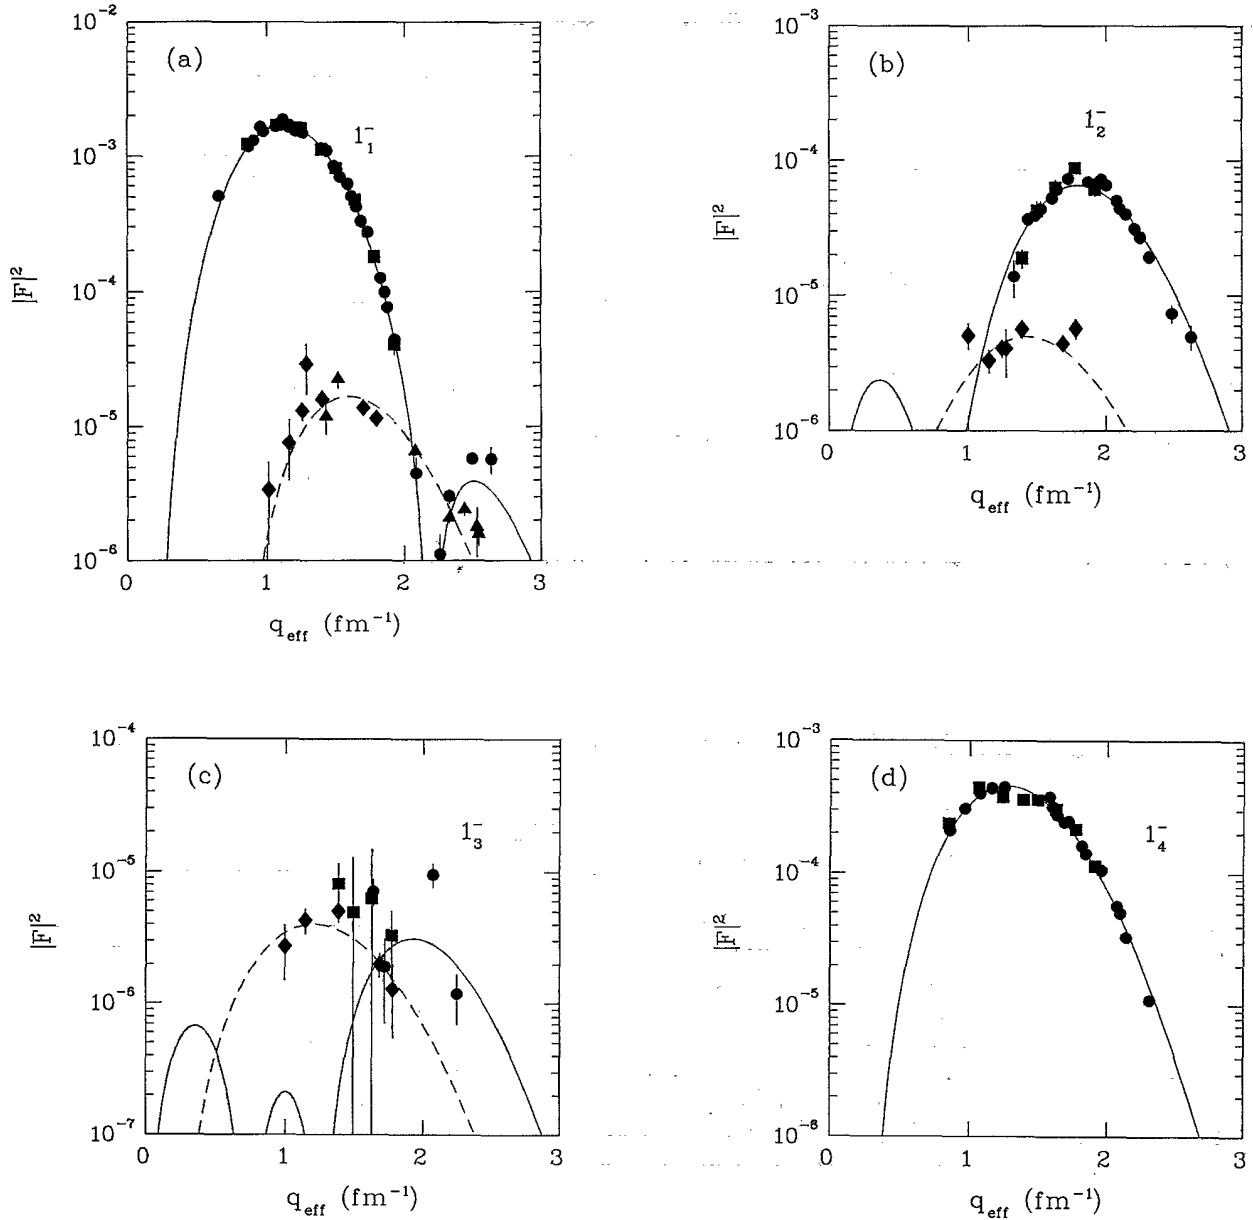 (a)
1₁⁻
|F|²
10⁻²
10⁻³
10⁻⁴
10⁻⁵
10⁻⁶
0 1 2 3
q_eff (fm⁻¹)
(b)
1₂⁻
|F|²
10⁻³
10⁻⁴
10⁻⁵
10⁻⁶
0 1 2 3
q_eff (fm⁻¹)
(c)
1₃⁻
|F|²
10⁻⁴
10⁻⁵
10⁻⁶
10⁻⁷
0 1 2 3
q_eff (fm⁻¹)
(d)
1₄⁻
|F|²
10⁻³
10⁻⁴
10⁻⁵
10⁻⁶
0 1 2 3
q_eff (fm⁻¹)